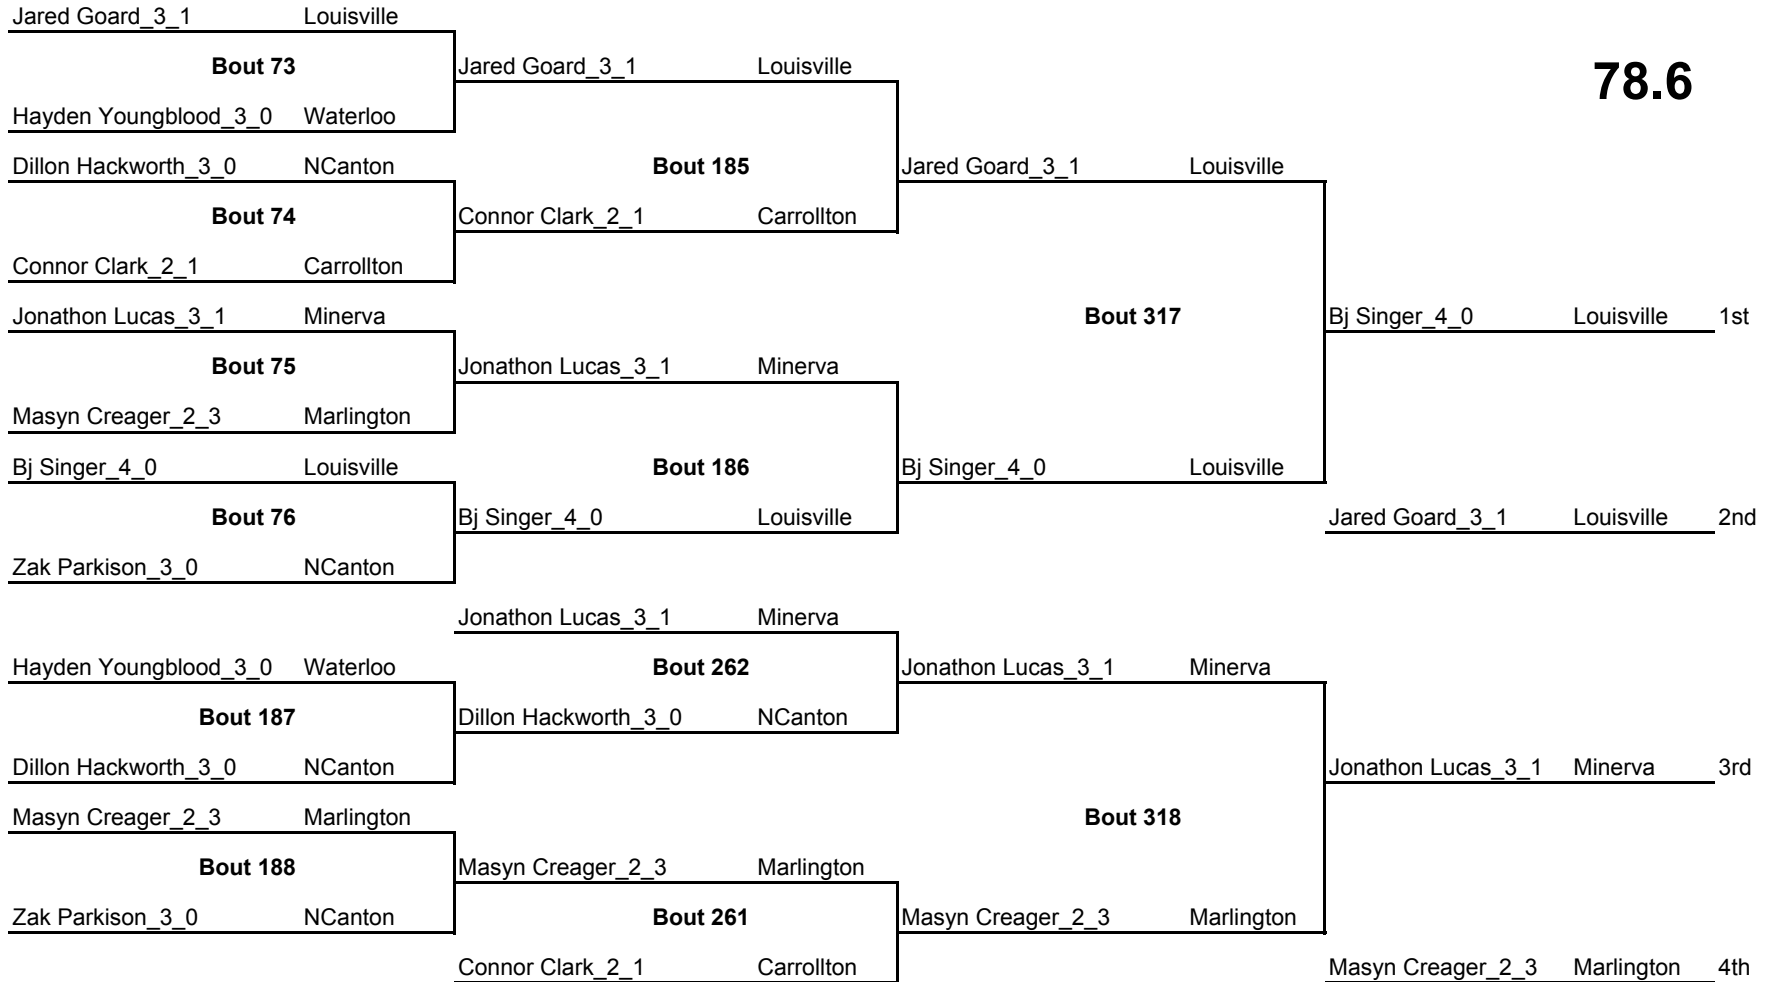 Jared Goard_3_1 Louisville
Bout 73 Jared Goard_3_1 Louisville 78.6
Hayden Youngblood_3_0 Waterloo
Dillon Hackworth_3_0 NCanton Bout 185 Jared Goard_3_1 Louisville
Bout 74 Connor Clark_2_1 Carrollton
Connor Clark_2_1 Carrollton
Jonathon Lucas_3_1 Minerva Bout 317 Bj Singer_4_0 Louisville 1st
Bout 75 Jonathon Lucas_3_1 Minerva
Masyn Creager_2_3 Marlington
Bj Singer_4_0 Louisville Bout 186 Bj Singer_4_0 Louisville
Bout 76 Bj Singer_4_0 Louisville Jared Goard_3_1 Louisville 2nd
Zak Parkison_3_0 NCanton
Jonathon Lucas_3_1 Minerva
Hayden Youngblood_3_0 Waterloo Bout 262 Jonathon Lucas_3_1 Minerva
Bout 187 Dillon Hackworth_3_0 NCanton
Dillon Hackworth_3_0 NCanton Jonathon Lucas_3_1 Minerva 3rd
Masyn Creager_2_3 Marlington Bout 318
Bout 188 Masyn Creager_2_3 Marlington
Zak Parkison_3_0 NCanton Bout 261 Masyn Creager_2_3 Marlington
Connor Clark_2_1 Carrollton Masyn Creager_2_3 Marlington 4th